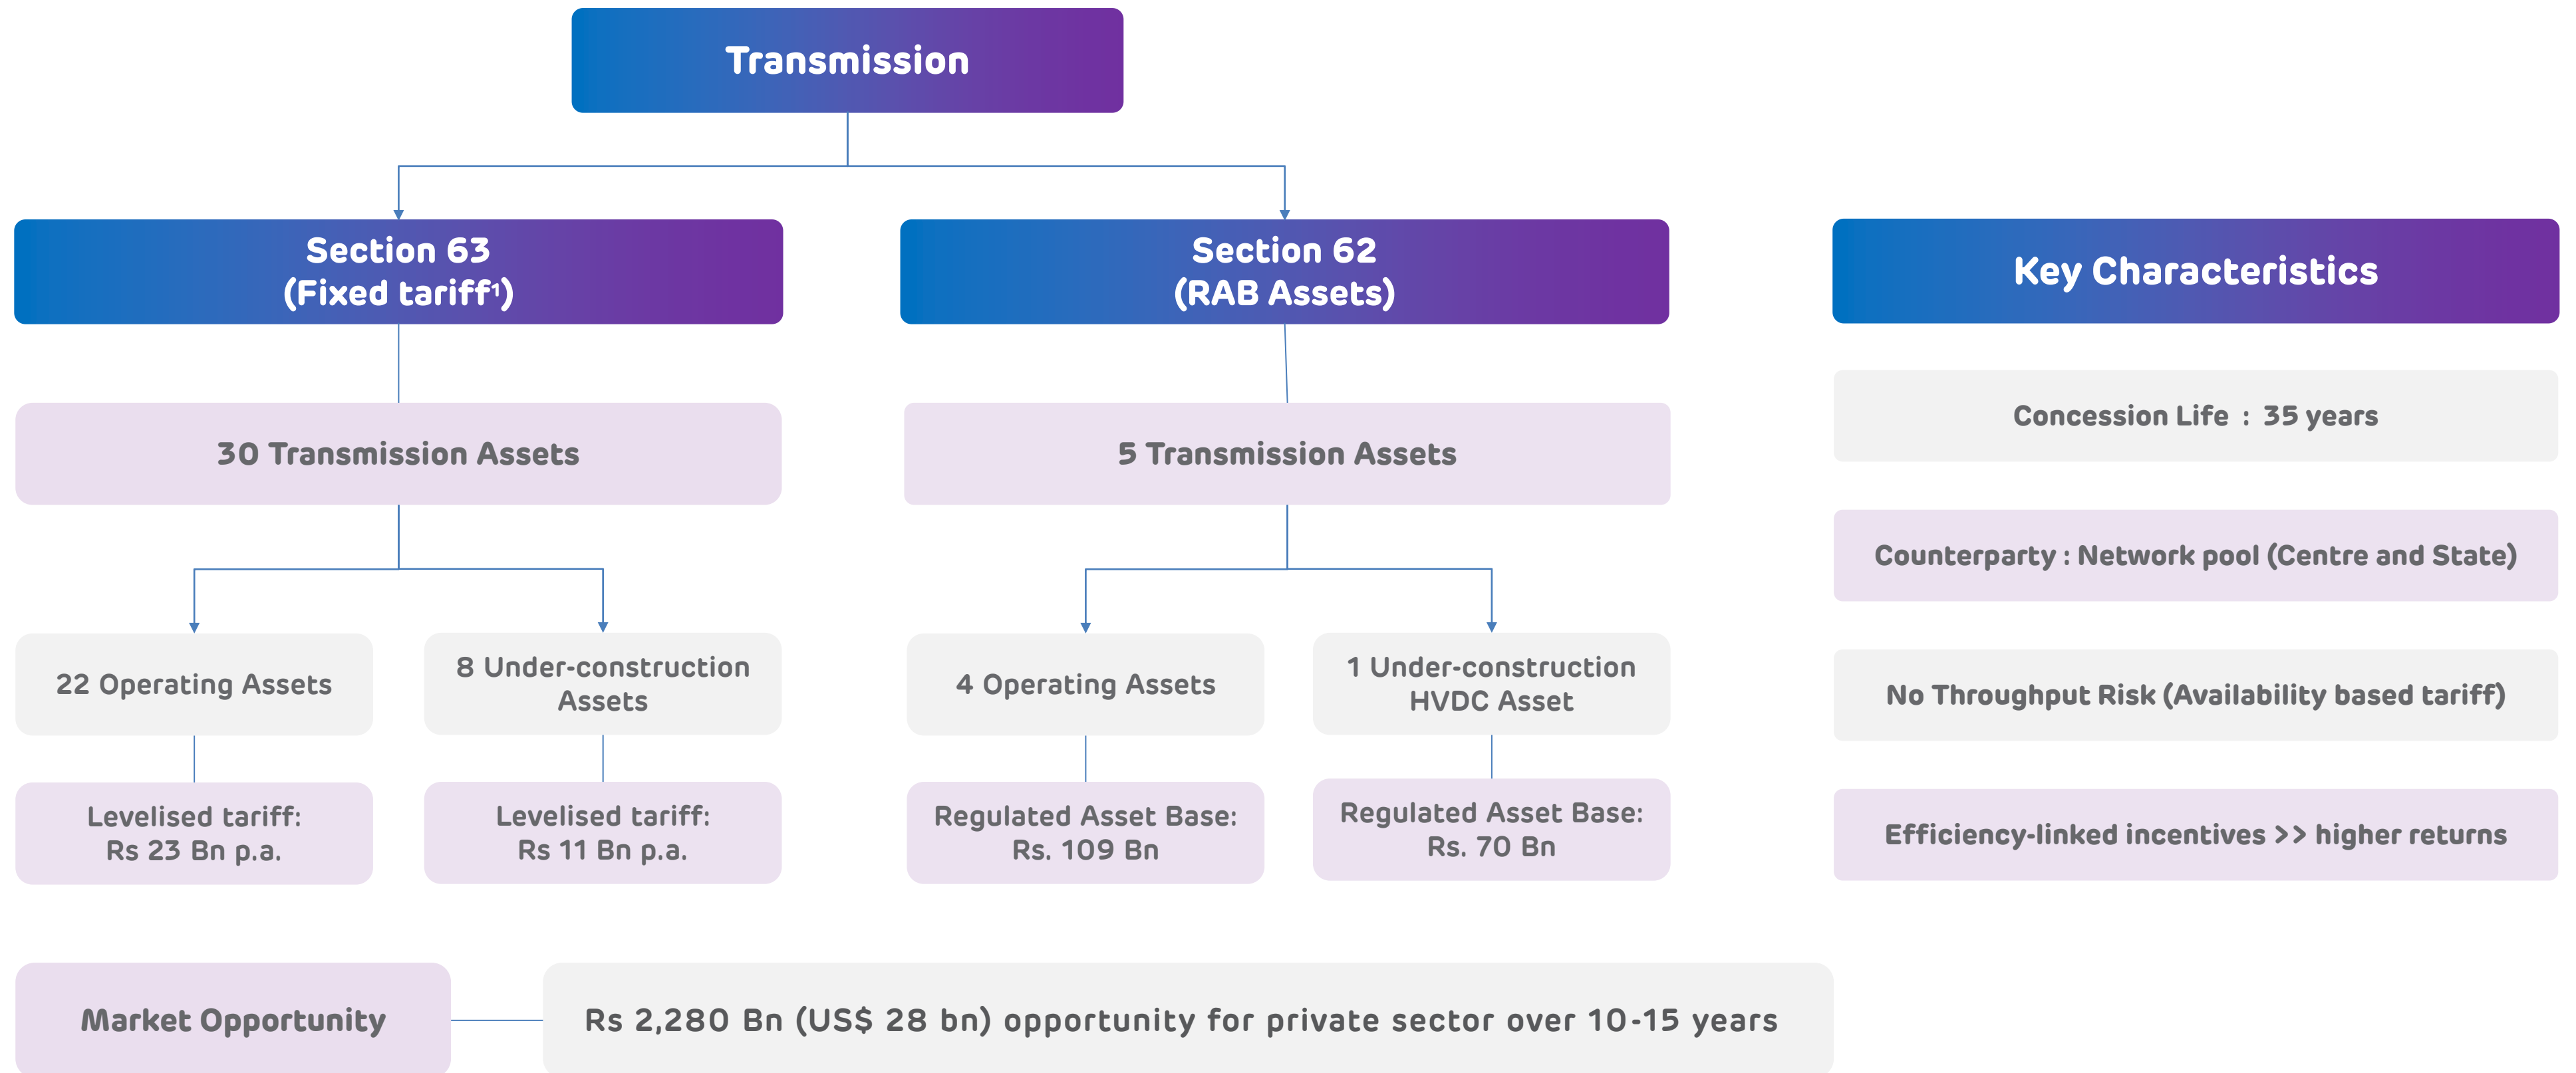 Transmission
Section 63
(Fixed tariff¹)
Section 62
(RAB Assets)
Key Characteristics
30 Transmission Assets
5 Transmission Assets
Concession Life : 35 years
Counterparty : Network pool (Centre and State)
No Throughput Risk (Availability based tariff)
Efficiency-linked incentives >> higher returns
22 Operating Assets
8 Under-construction
Assets
4 Operating Assets
1 Under-construction
HVDC Asset
Levelised tariff:
Rs 23 Bn p.a.
Levelised tariff:
Rs 11 Bn p.a.
Regulated Asset Base:
Rs. 109 Bn
Regulated Asset Base:
Rs. 70 Bn
Market Opportunity
Rs 2,280 Bn (US$ 28 bn) opportunity for private sector over 10-15 years